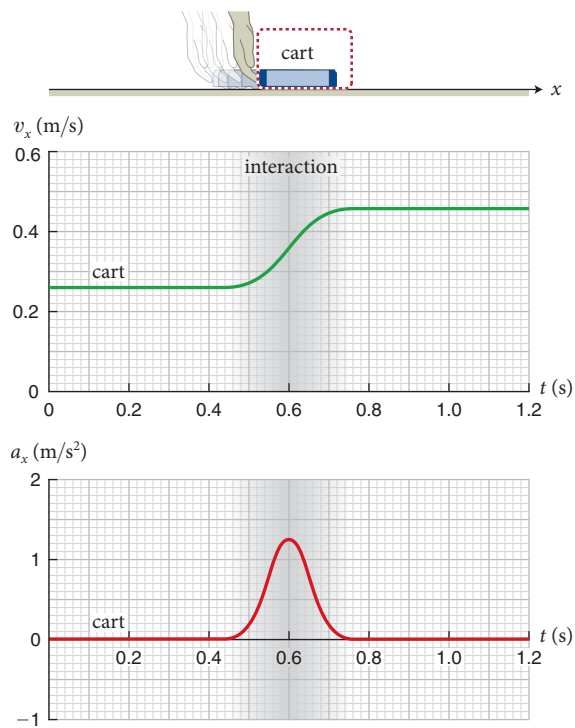 cart
x
vₓ (m/s)
0.6
interaction
0.4
cart
0.2
0
0 0.2 0.4 0.6 0.8 1.0 1.2
t (s)
aₓ (m/s²)
2
1
cart
0
t (s)
0.2 0.4 0.6 0.8 1.0 1.2
−1